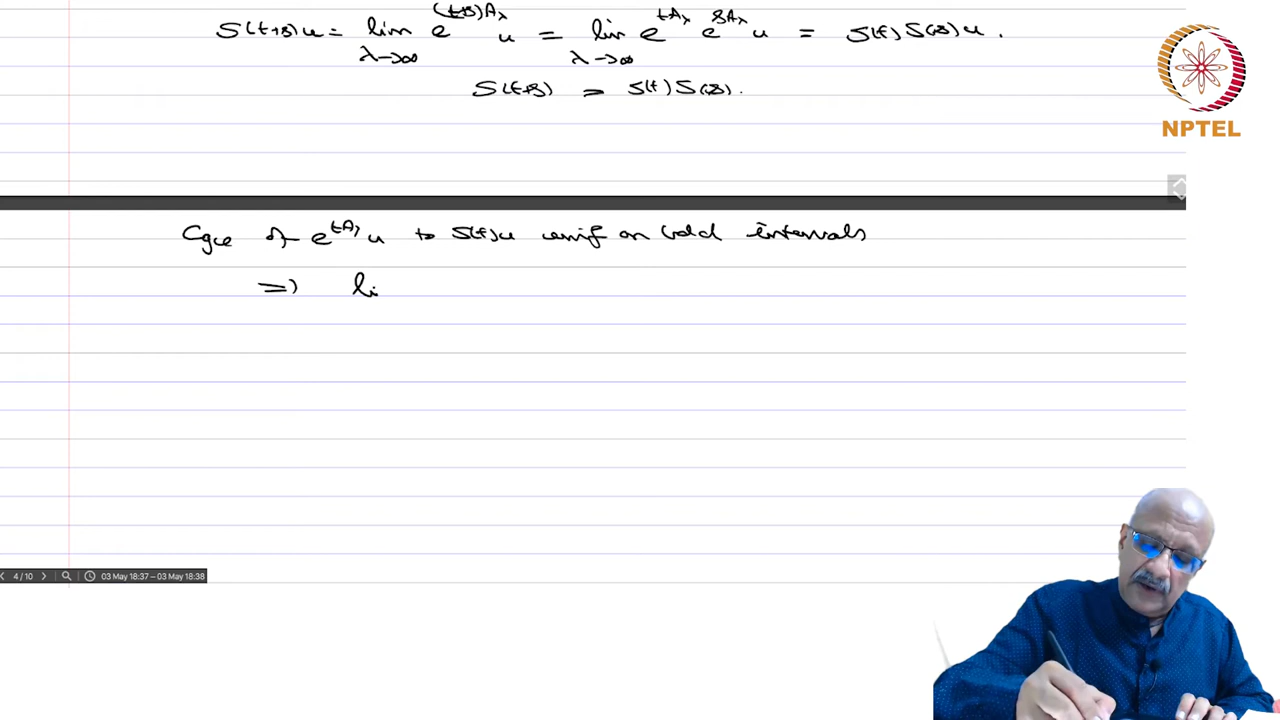 S(t+s)u = lim e^{(t+s)A_λ} u = lim e^{tA_λ} e^{sA_λ} u = S(t)S(s)u.
λ→∞ λ→∞
S(t+s) = S(t)S(s).
NPTEL
Cgce of e^{tA_λ} u to S(t)u unif on bdd intervals
⇒ li
4 / 10 03 May 18:37 – 03 May 18:38